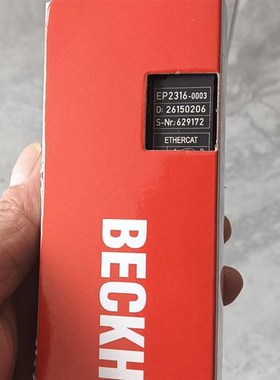 EP2316-0003
D: 26150206
S-Nr: 629172
ETHERCAT
BECKH